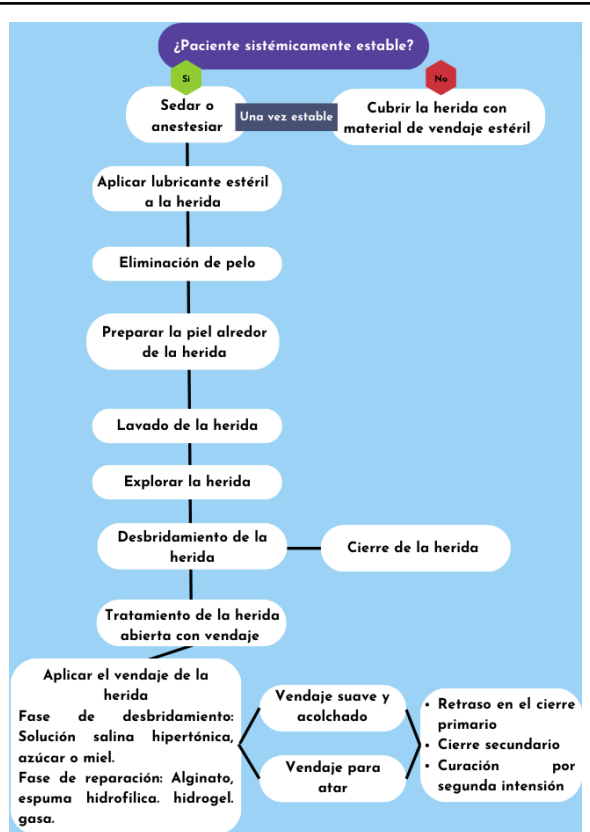 ¿Paciente sistémicamente estable?
Si
No
Sedar o
anestesiar
Una vez estable
Cubrir la herida con
material de vendaje estéril
Aplicar lubricante estéril
a la herida
Eliminación de pelo
Preparar la piel alredor
de la herida
Lavado de la herida
Explorar la herida
Desbridamiento de la
herida
Cierre de la herida
Tratamiento de la herida
abierta con vendaje
Aplicar el vendaje de la
herida
Fase de desbridamiento:
Solución salina hipertónica,
azúcar o miel.
Fase de reparación: Alginato,
espuma hidrofilica. hidrogel.
gasa.
Vendaje suave y
acolchado
Vendaje para
atar
• Retraso en el cierre
primario
• Cierre secundario
• Curación por
segunda intensión